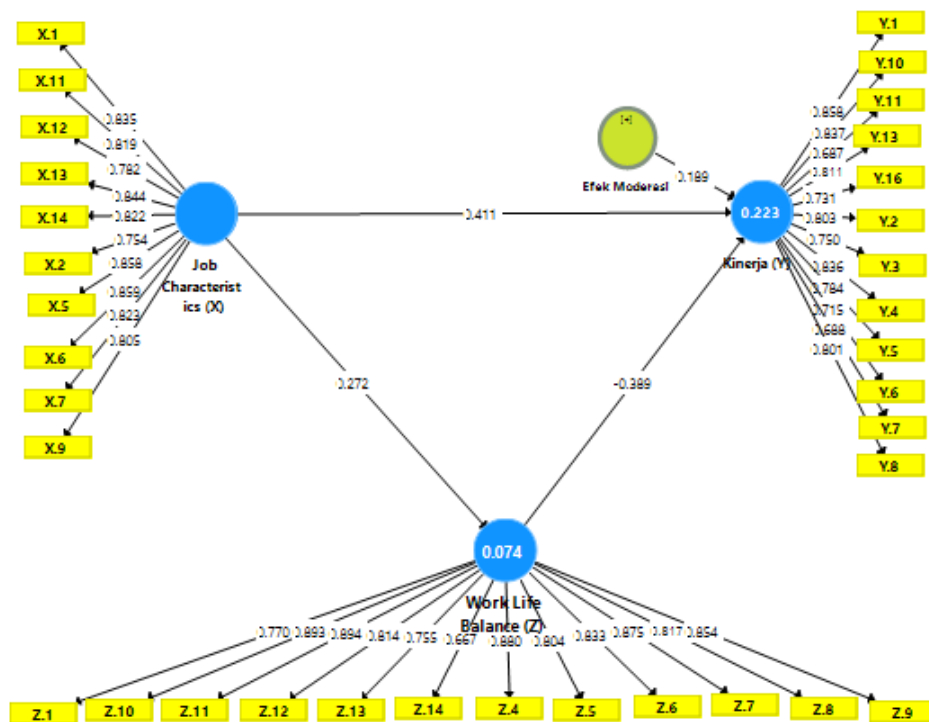 X.1
X.11
X.12
X.13
X.14
X.2
X.5
X.6
X.7
X.9
0.835
0.819
0.782
0.844
0.822
0.754
0.858
0.859
0.823
0.805
Job
Characterist
ics (X)
[+]
Efek Moderasi
0.189
0.411
0.272
-0.389
0.223
Kinerja (Y)
0.858
0.837
0.687
0.811
0.731
0.803
0.750
0.836
0.784
0.715
0.688
0.801
Y.1
Y.10
Y.11
Y.13
Y.16
Y.2
Y.3
Y.4
Y.5
Y.6
Y.7
Y.8
0.074
Work Life
Balance (Z)
0.770 0.893 0.894 0.814 0.755 0.667 0.880 0.804 0.833 0.875 0.817 0.854
Z.1 Z.10 Z.11 Z.12 Z.13 Z.14 Z.4 Z.5 Z.6 Z.7 Z.8 Z.9